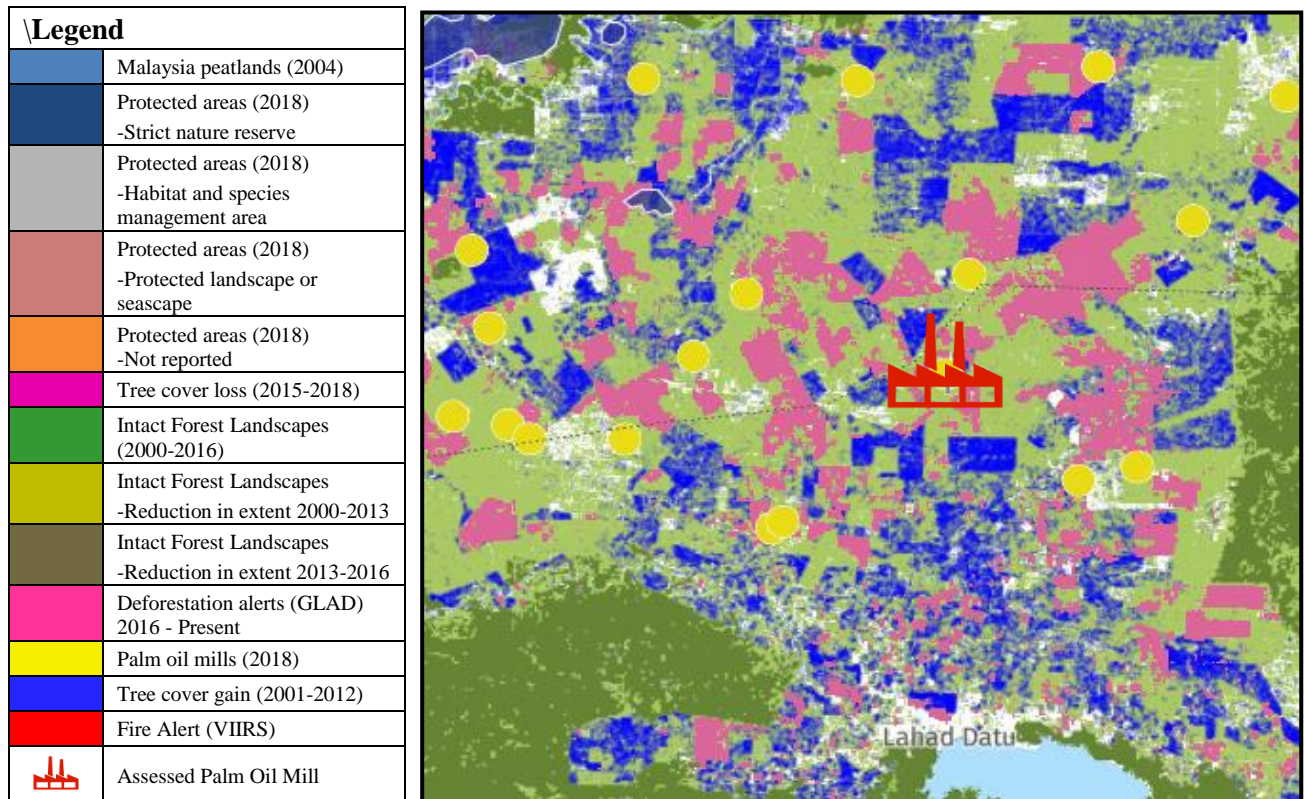 \Legend
Malaysia peatlands (2004)
Protected areas (2018)
-Strict nature reserve
Protected areas (2018)
-Habitat and species
management area
Protected areas (2018)
-Protected landscape or
seascape
Protected areas (2018)
-Not reported
Tree cover loss (2015-2018)
Intact Forest Landscapes
(2000-2016)
Intact Forest Landscapes
-Reduction in extent 2000-2013
Intact Forest Landscapes
-Reduction in extent 2013-2016
Deforestation alerts (GLAD)
2016 - Present
Palm oil mills (2018)
Tree cover gain (2001-2012)
Fire Alert (VIIRS)
Assessed Palm Oil Mill
Lahad Datu